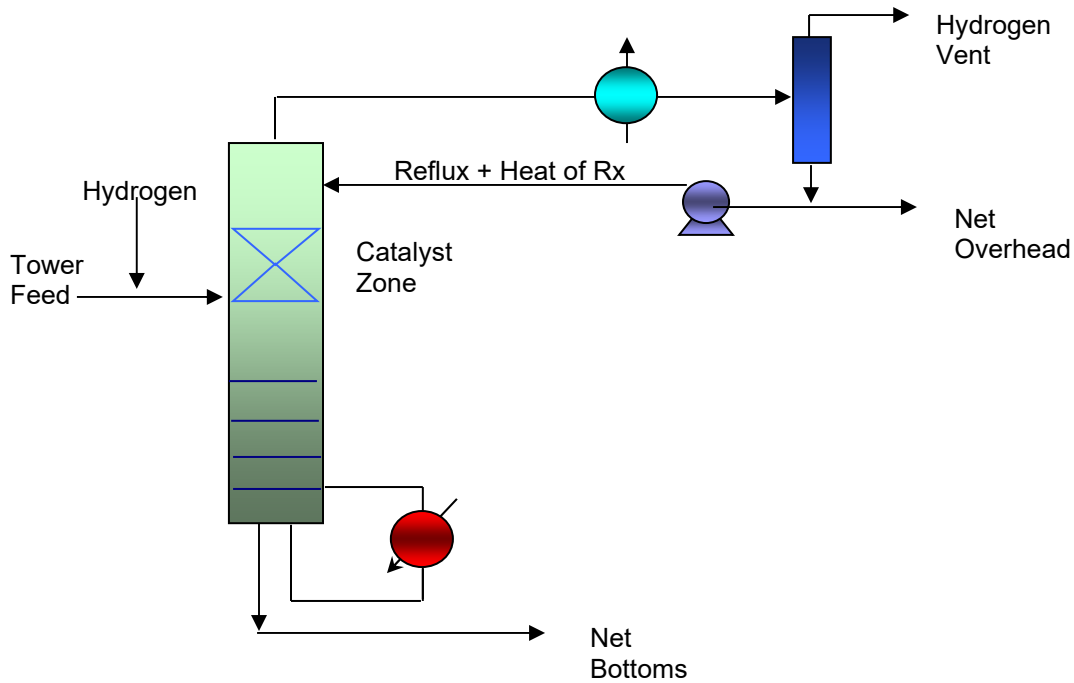 Hydrogen
Vent
Reflux + Heat of Rx
Hydrogen
Net
Overhead
Catalyst
Zone
Tower
Feed
Net
Bottoms